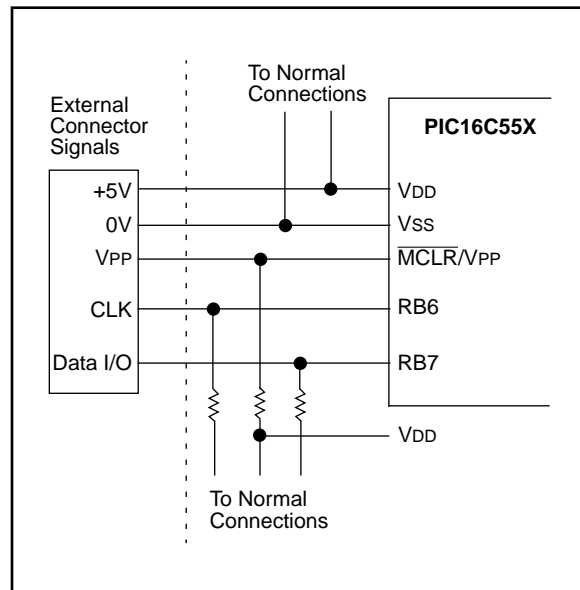 To Normal
Connections
External
Connector
Signals
PIC16C55X
+5V
VDD
0V
VSS
VPP
MCLR/VPP
CLK
RB6
Data I/O
RB7
VDD
To Normal
Connections